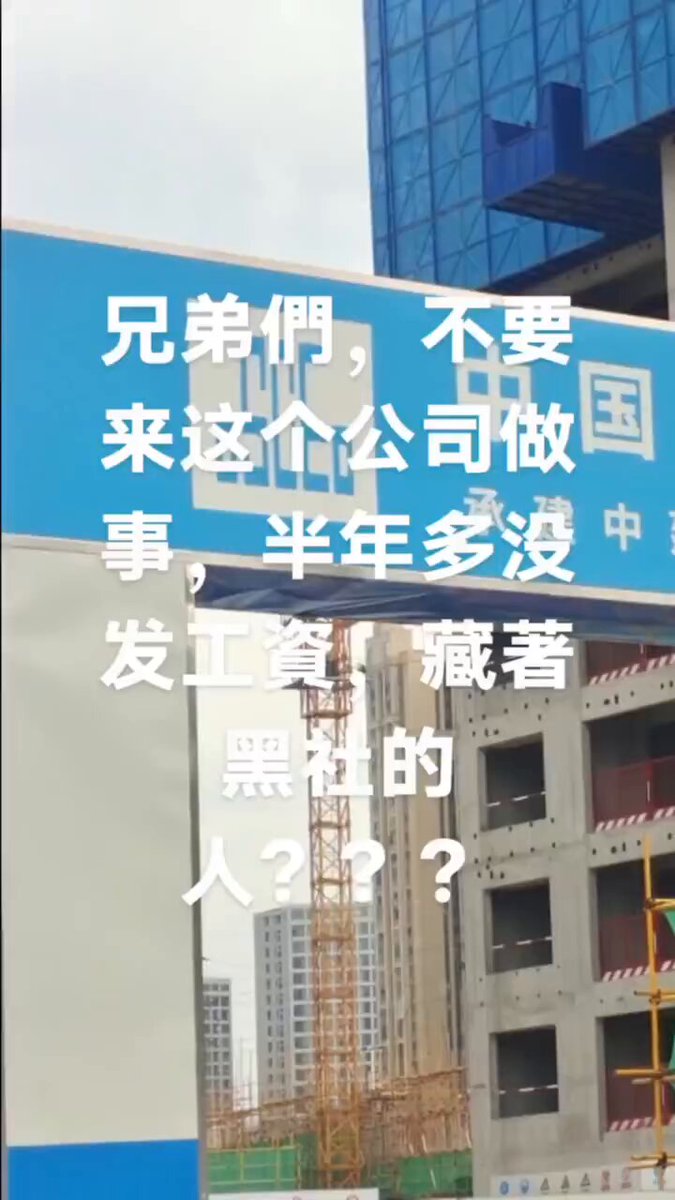 兄弟們，不要
来这个公司做
事，半年多没
发工資，藏著
黑社的
人？？？
中国
承建中